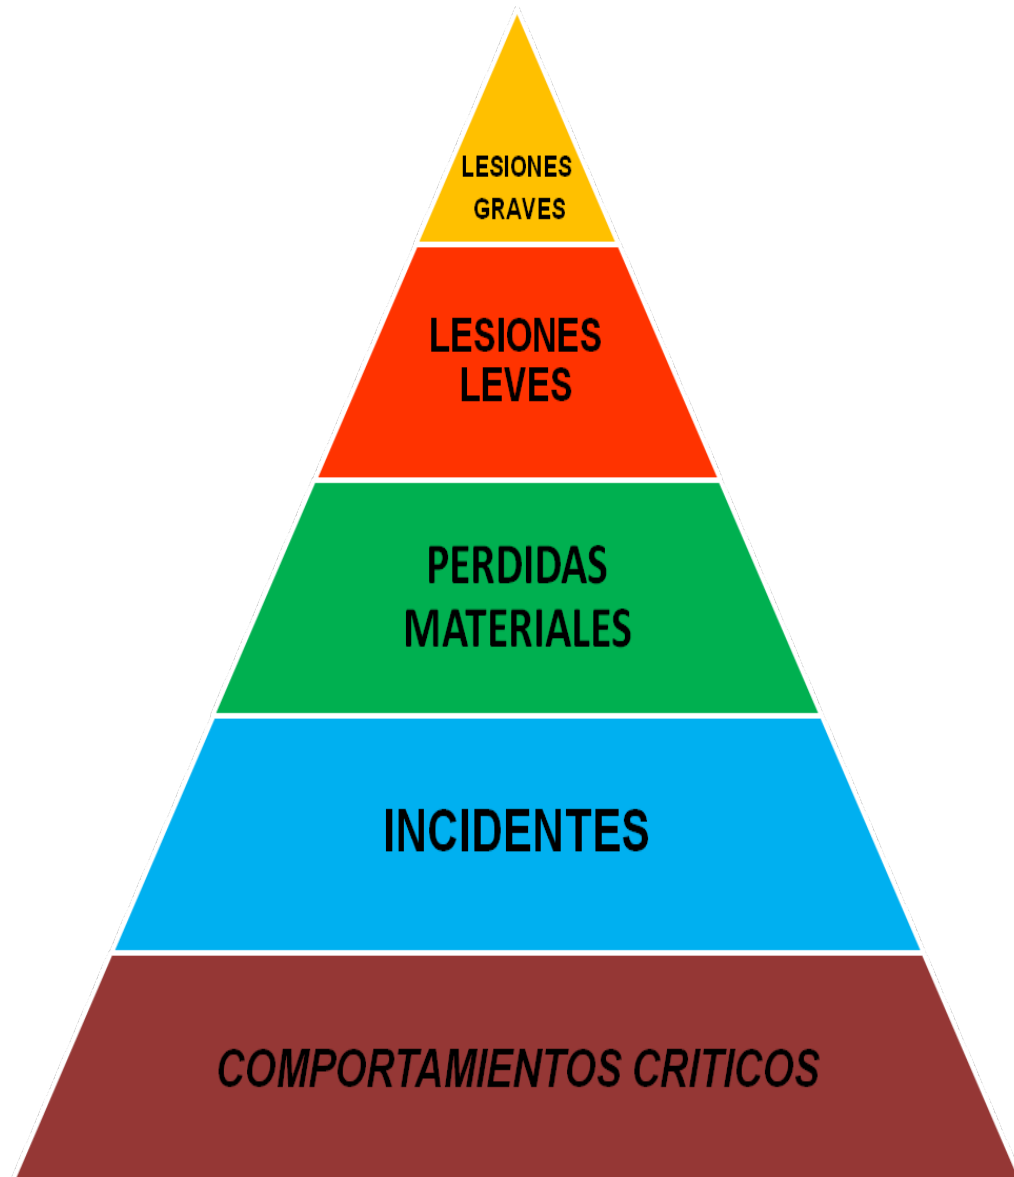 LESIONES
GRAVES
LESIONES
LEVES
PERDIDAS
MATERIALES
INCIDENTES
COMPORTAMIENTOS CRITICOS